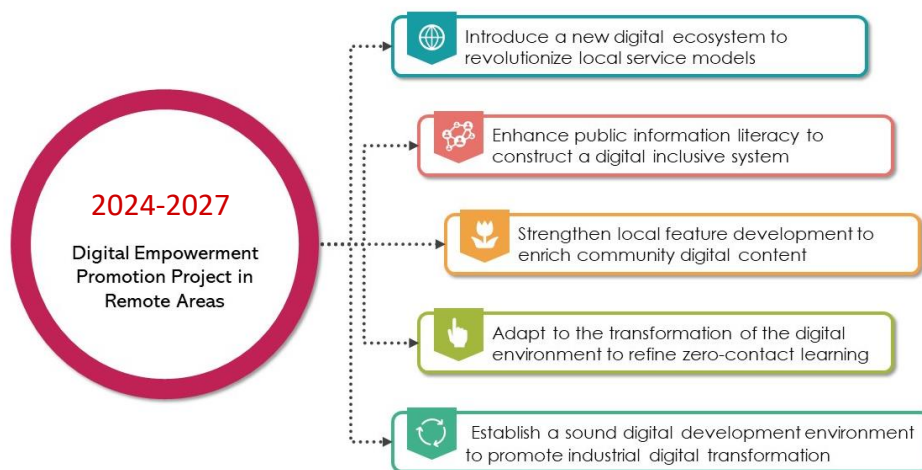 2024-2027
Digital Empowerment
Promotion Project in
Remote Areas
Introduce a new digital ecosystem to
revolutionize local service models
Enhance public information literacy to
construct a digital inclusive system
Strengthen local feature development to
enrich community digital content
Adapt to the transformation of the digital
environment to refine zero-contact learning
Establish a sound digital development environment
to promote industrial digital transformation